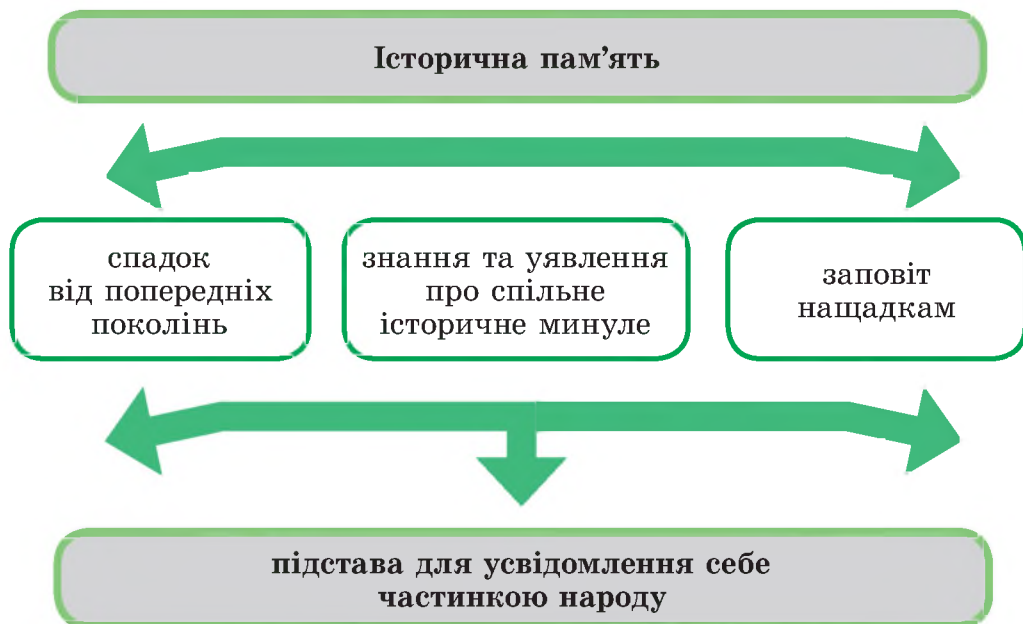 Історична пам’ять
спадок
від попередніх
поколінь
знання та уявлення
про спільне
історичне минуле
заповіт
нащадкам
підстава для усвідомлення себе
частинкою народу